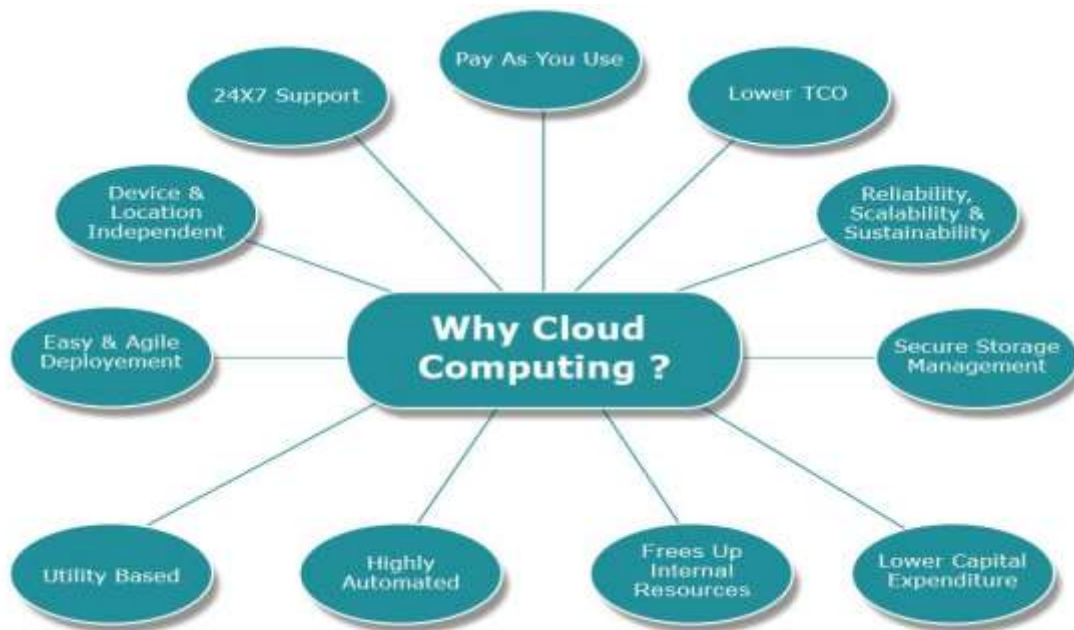 Pay As You Use
24X7 Support
Lower TCO
Device &
Location
Independent
Reliability,
Scalability &
Sustainability
Why Cloud
Computing ?
Easy & Agile
Deployement
Secure Storage
Management
Utility Based
Highly
Automated
Frees Up
Internal
Resources
Lower Capital
Expenditure